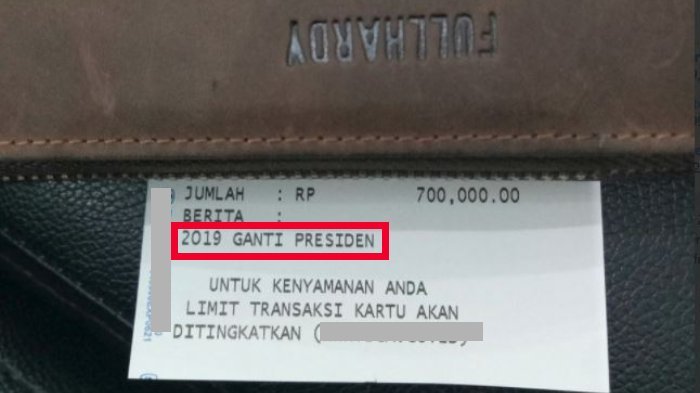 FULLHARDY
JUMLAH : RP 700,000.00
BERITA :
2019 GANTI PRESIDEN
UNTUK KENYAMANAN ANDA
LIMIT TRANSAKSI KARTU AKAN
DITINGKATKAN (